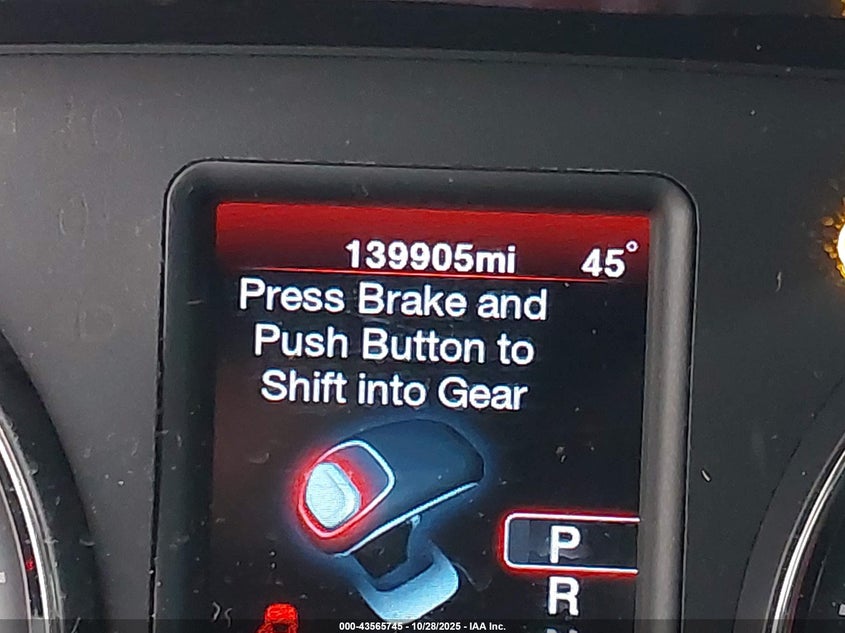 139905mi 45°
Press Brake and
Push Button to
Shift into Gear
P
R
000-43565745 - 10/28/2025 - IAA Inc.